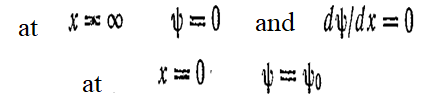 at x = ∞ ψ = 0 and dψ/dx = 0
at x = 0 ψ = ψ₀